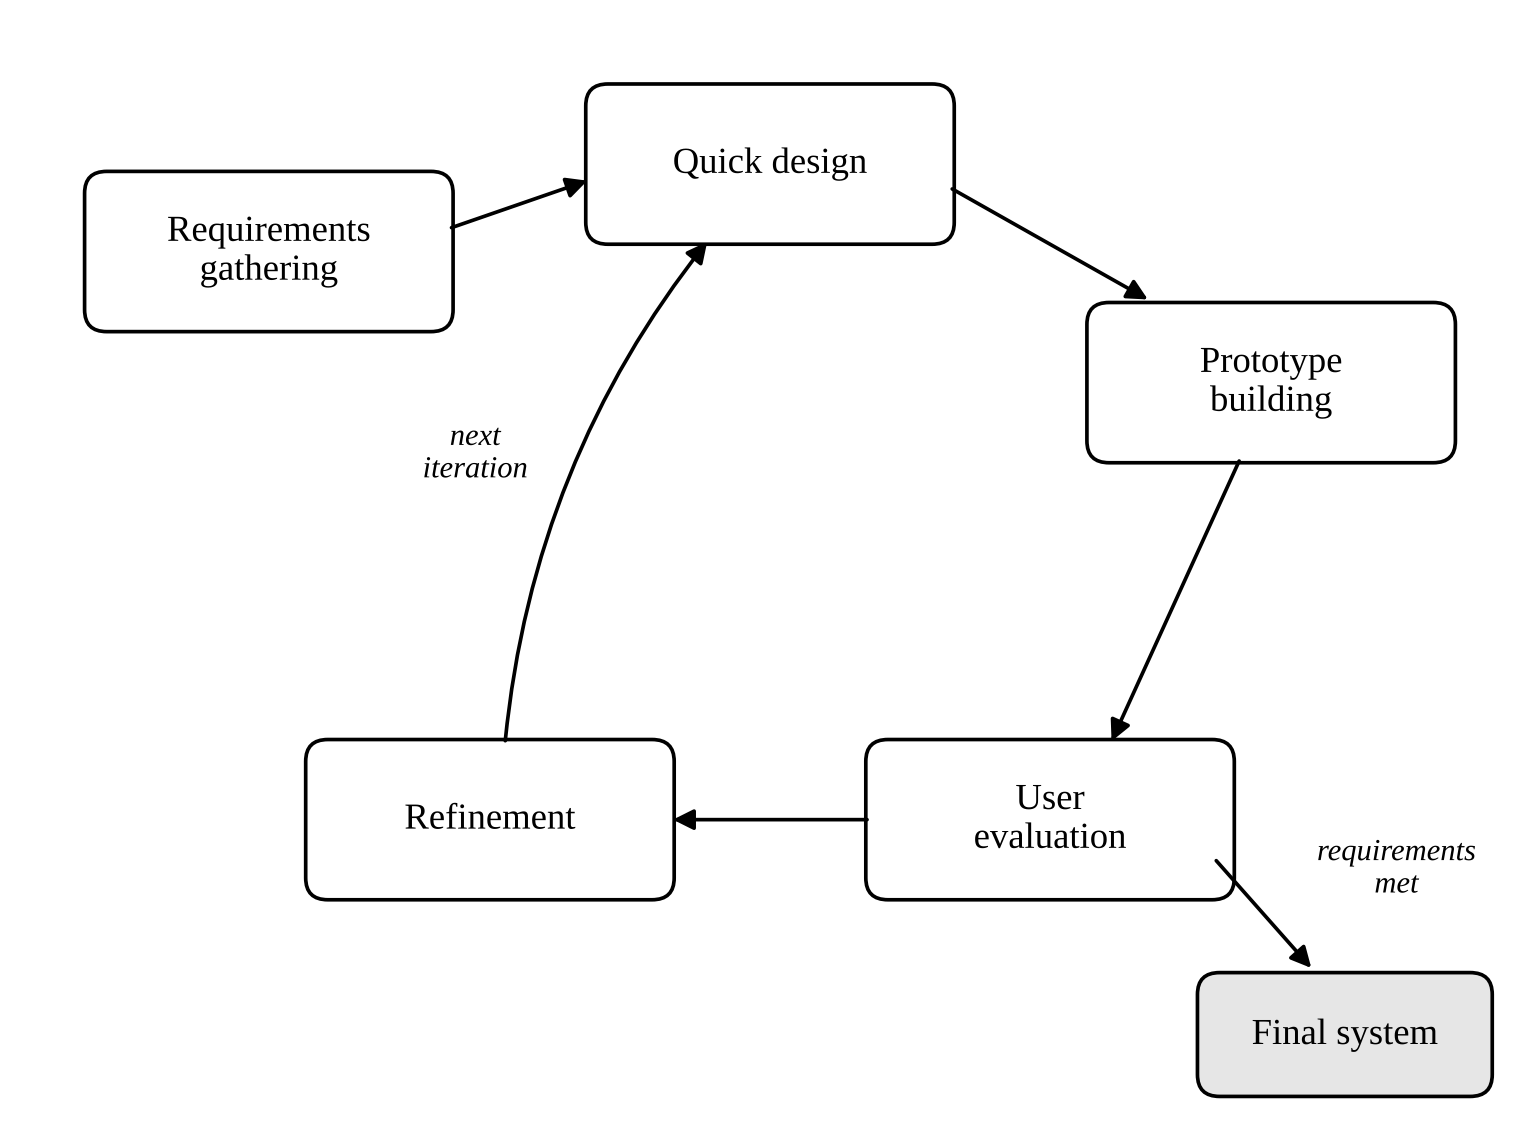 Quick design
Requirements
gathering
Prototype
building
next
iteration
User
evaluation
Refinement
requirements
met
Final system